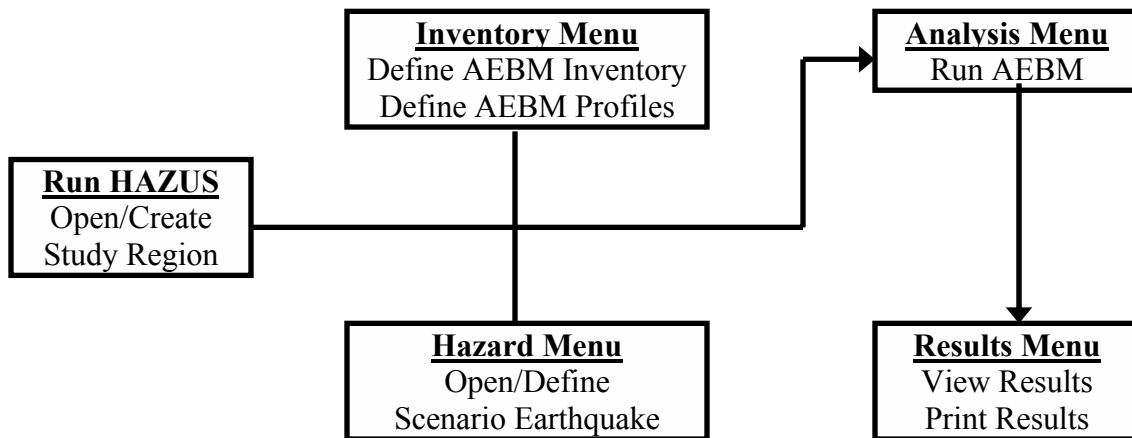 Run HAZUS
Open/Create
Study Region
Inventory Menu
Define AEBM Inventory
Define AEBM Profiles
Hazard Menu
Open/Define
Scenario Earthquake
Analysis Menu
Run AEBM
Results Menu
View Results
Print Results